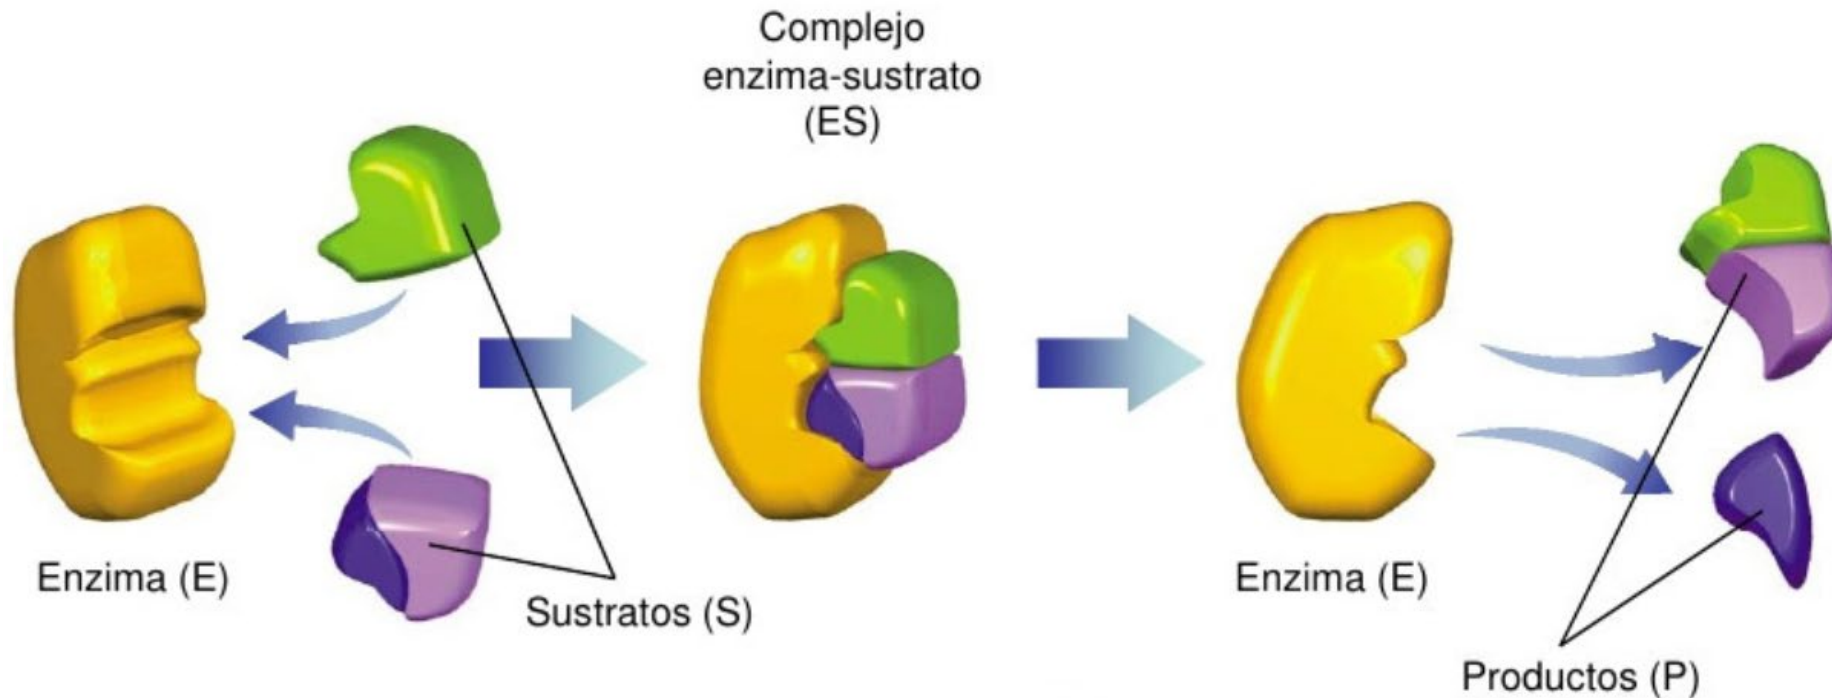 Complejo
enzima-sustrato
(ES)
Enzima (E)
Sustratos (S)
Enzima (E)
Productos (P)